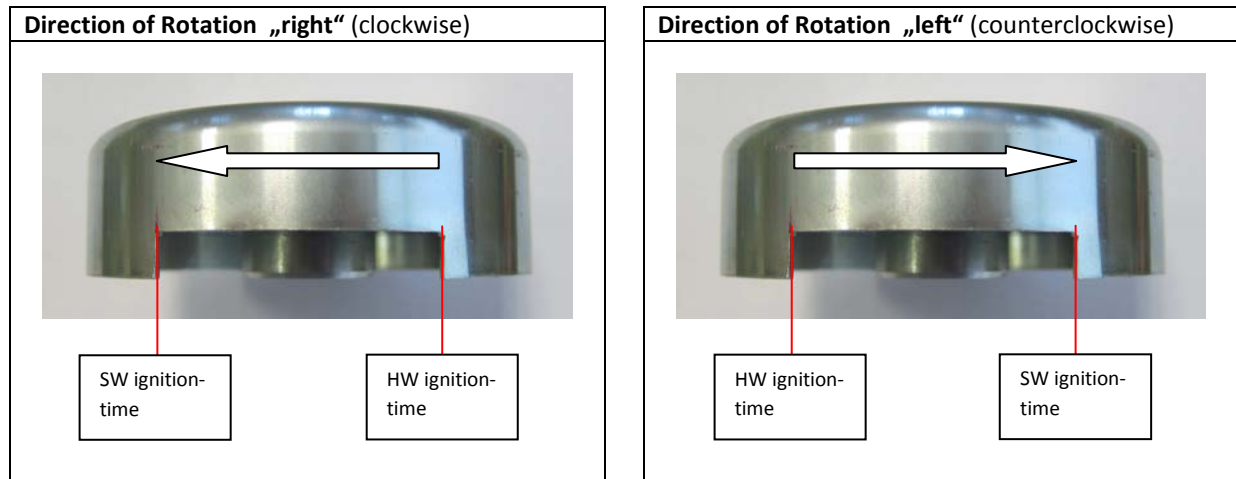 Direction of Rotation „right“ (clockwise)
SW ignition-
time
HW ignition-
time
Direction of Rotation „left“ (counterclockwise)
HW ignition-
time
SW ignition-
time